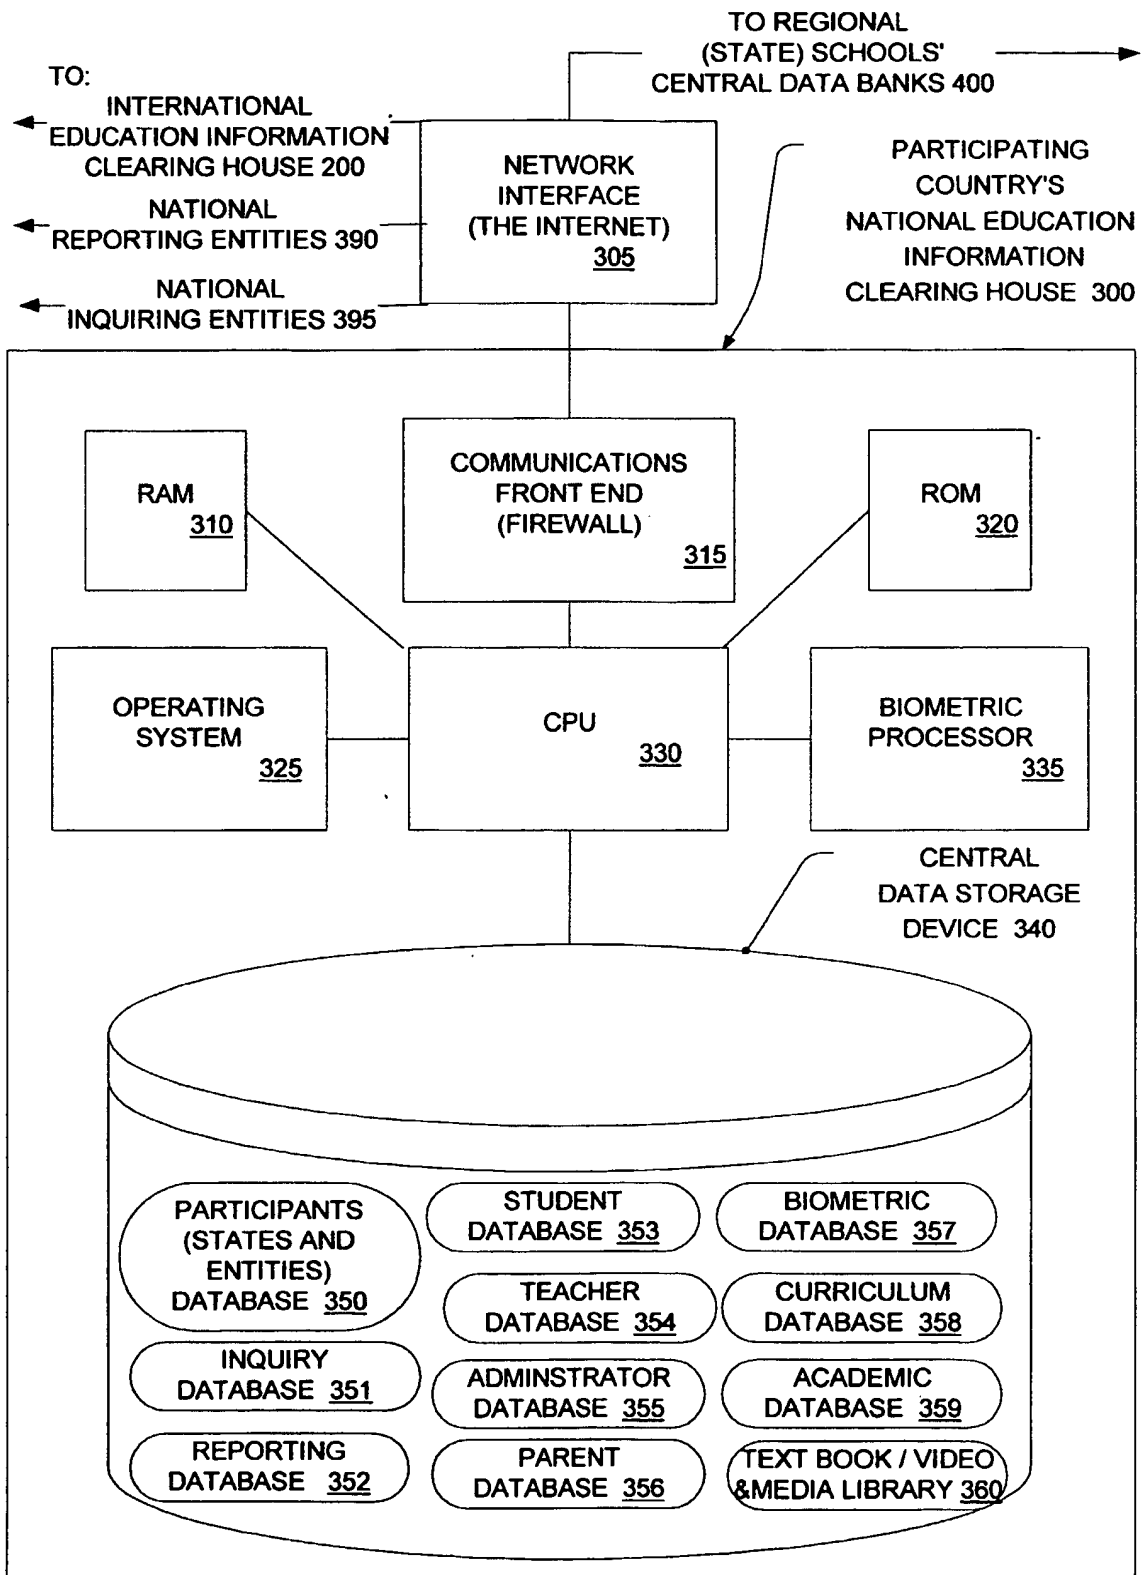 TO REGIONAL
(STATE) SCHOOLS'
CENTRAL DATA BANKS 400
TO:
INTERNATIONAL
EDUCATION INFORMATION
CLEARING HOUSE 200
NATIONAL
REPORTING ENTITIES 390
NATIONAL
INQUIRING ENTITIES 395
NETWORK
INTERFACE
(THE INTERNET)
305
PARTICIPATING
COUNTRY'S
NATIONAL EDUCATION
INFORMATION
CLEARING HOUSE 300
RAM
310
COMMUNICATIONS
FRONT END
(FIREWALL)
315
ROM
320
OPERATING
SYSTEM
325
CPU
330
BIOMETRIC
PROCESSOR
335
CENTRAL
DATA STORAGE
DEVICE 340
PARTICIPANTS
(STATES AND
ENTITIES)
DATABASE 350
INQUIRY
DATABASE 351
REPORTING
DATABASE 352
STUDENT
DATABASE 353
TEACHER
DATABASE 354
ADMINSTRATOR
DATABASE 355
PARENT
DATABASE 356
BIOMETRIC
DATABASE 357
CURRICULUM
DATABASE 358
ACADEMIC
DATABASE 359
TEXT BOOK / VIDEO
&MEDIA LIBRARY 360